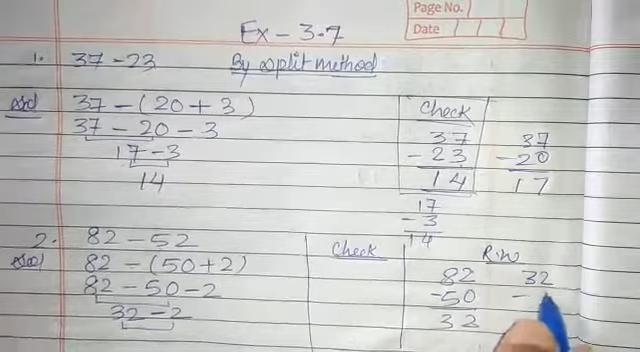 Page No.
Date
Ex - 3.7
1. 37 - 23 By split method
sol 37 - (20 + 3)
37 - 20 - 3
17 - 3
14
Check
37
- 23
14
37
- 20
17
17
- 3
14
2. 82 - 52
sol 82 - (50 + 2)
82 - 50 - 2
32 - 2
Check
R.W
82
- 50
32
32
-